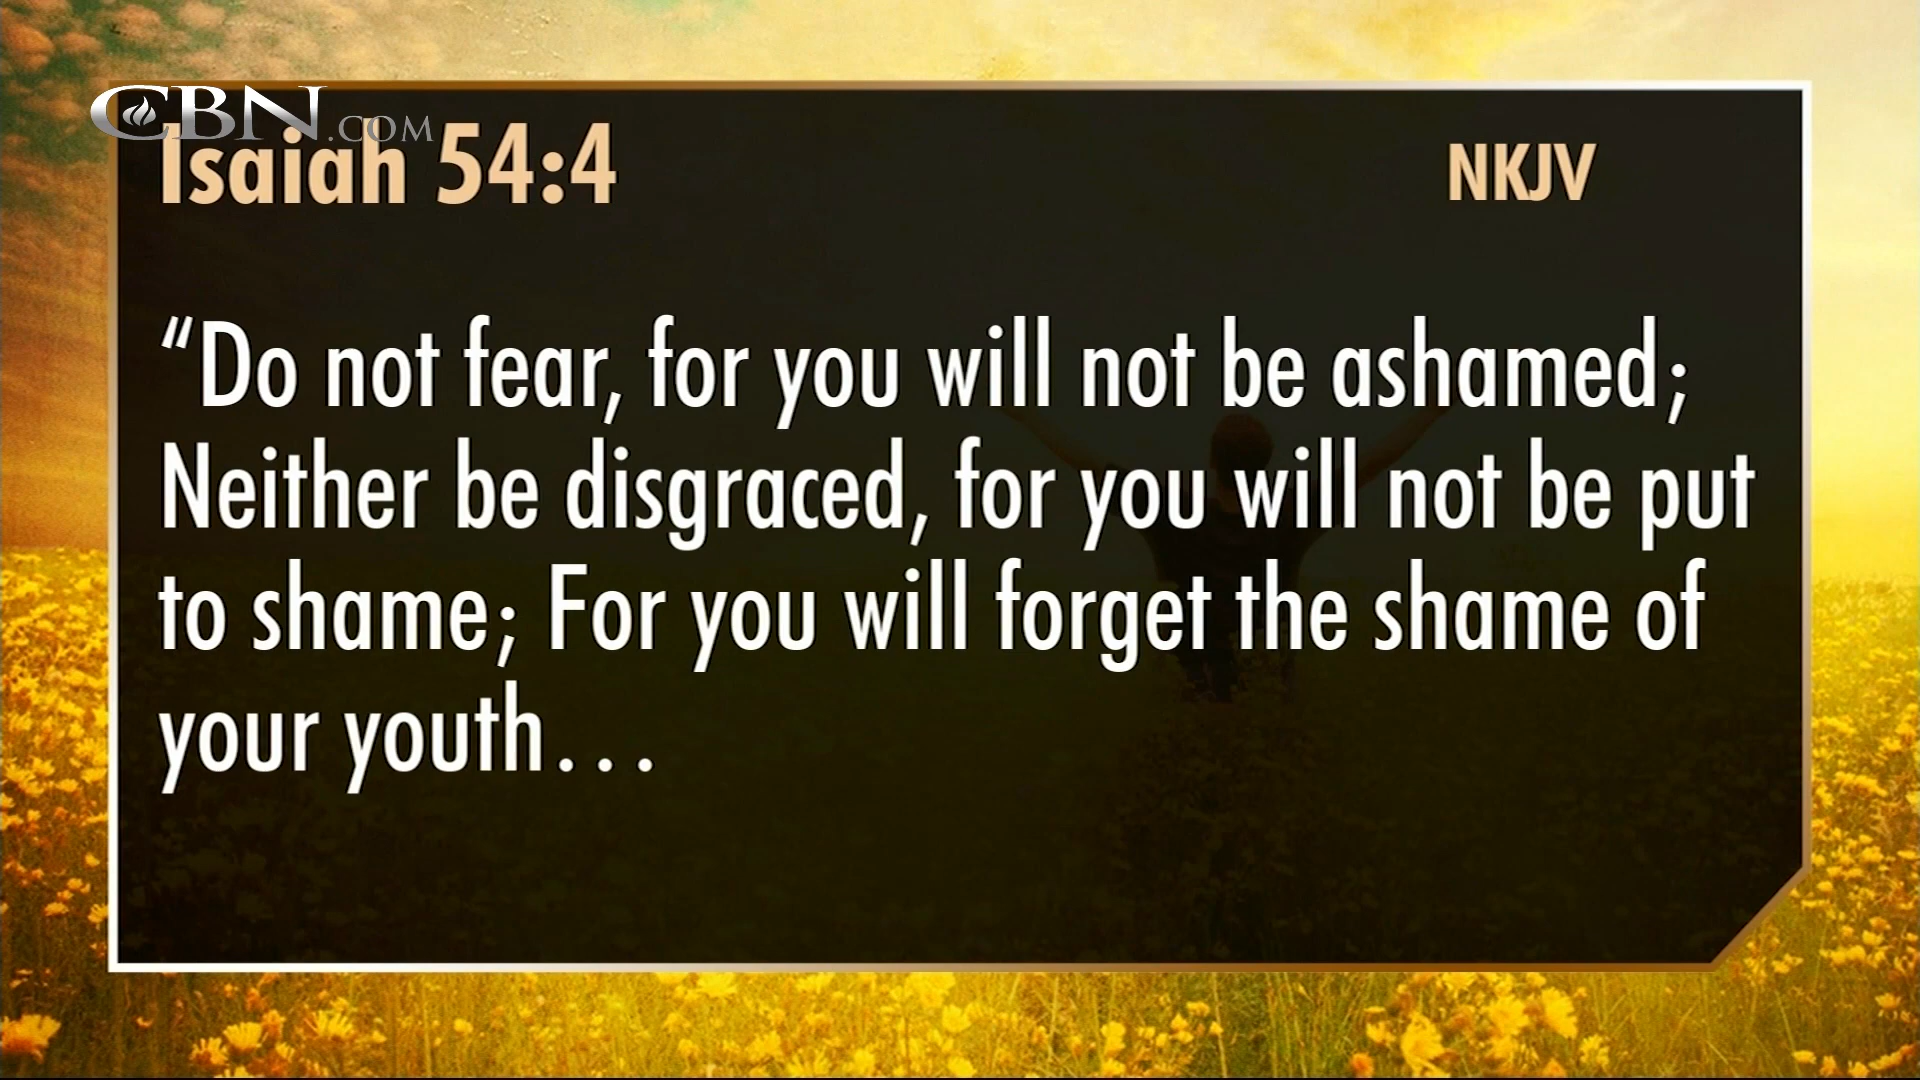 CBN.COM
Isaiah 54:4 NKJV
“Do not fear, for you will not be ashamed;
Neither be disgraced, for you will not be put
to shame; For you will forget the shame of
your youth…